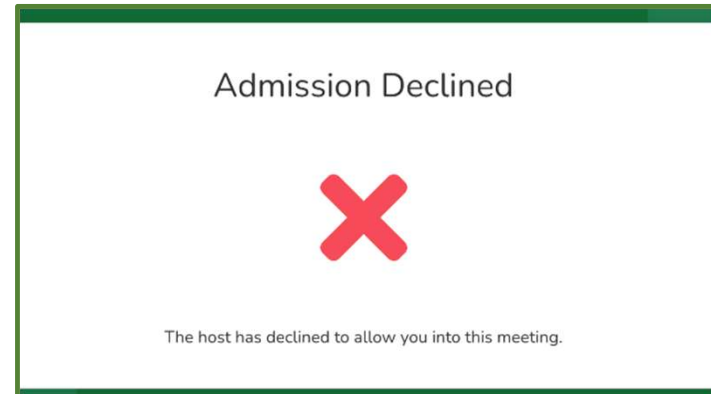 Admission Declined
The host has declined to allow you into this meeting.